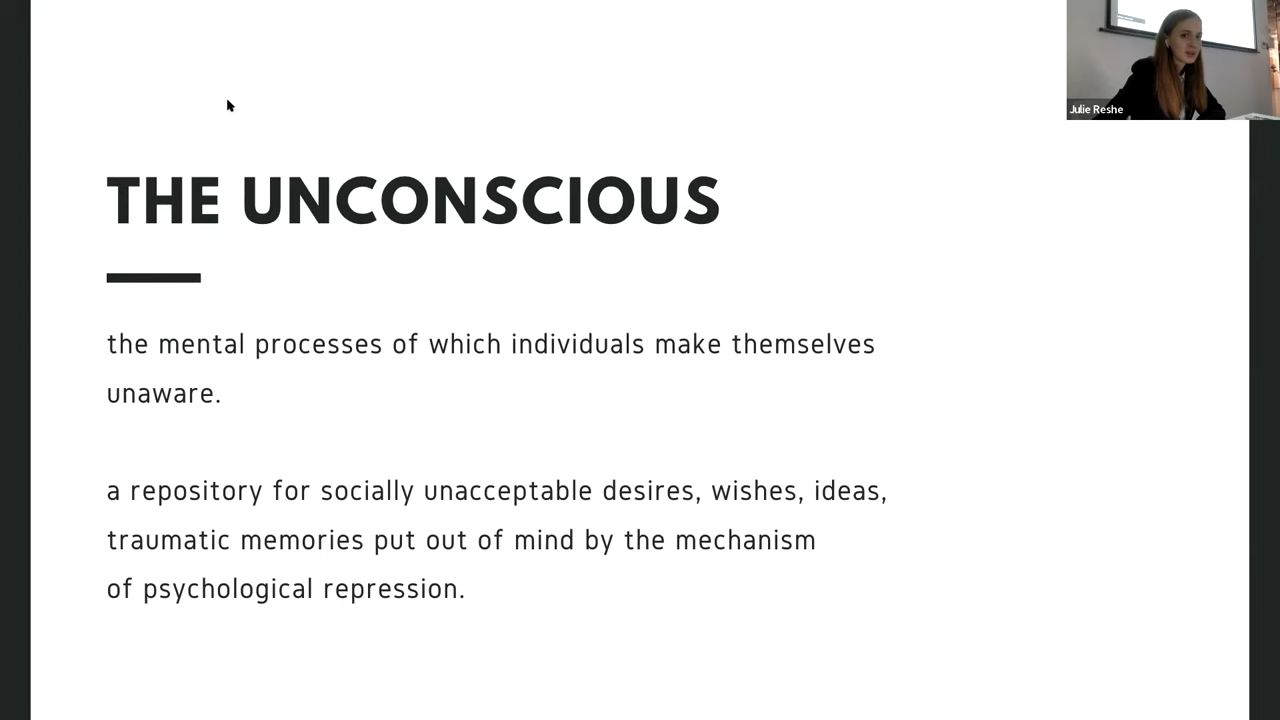 Julie Reshe
THE UNCONSCIOUS
the mental processes of which individuals make themselves
unaware.
a repository for socially unacceptable desires, wishes, ideas,
traumatic memories put out of mind by the mechanism
of psychological repression.